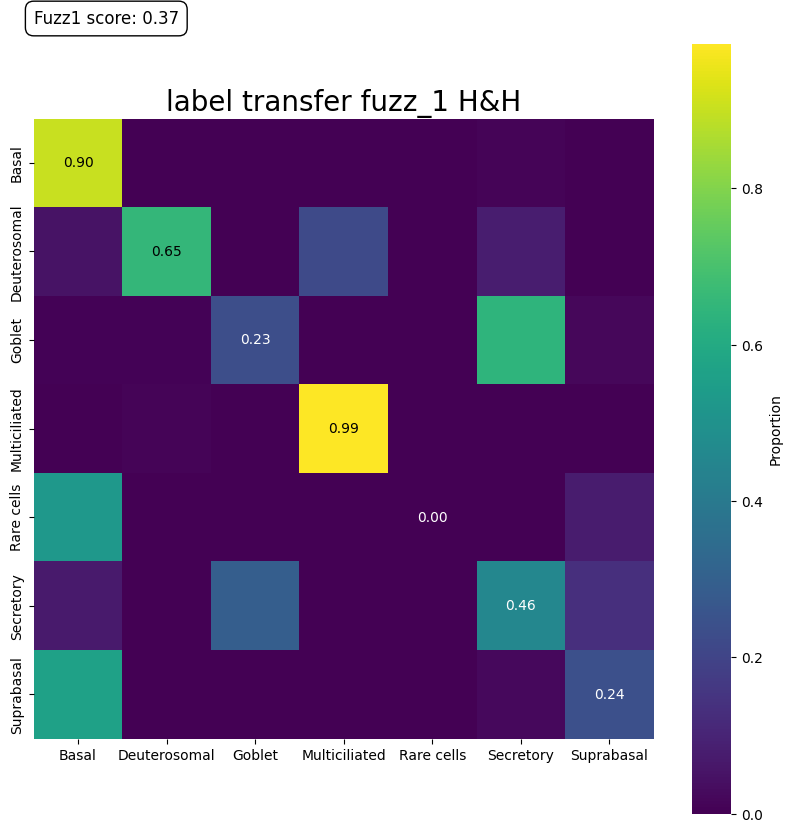 Fuzz1 score: 0.37
label transfer fuzz_1 H&H
Basal
Deuterosomal
Goblet
Multiciliated
Rare cells
Secretory
Suprabasal
0.90
0.65
0.23
0.99
0.00
0.46
0.24
Basal Deuterosomal Goblet Multiciliated Rare cells Secretory Suprabasal
0.8
0.6
0.4
0.2
0.0
Proportion